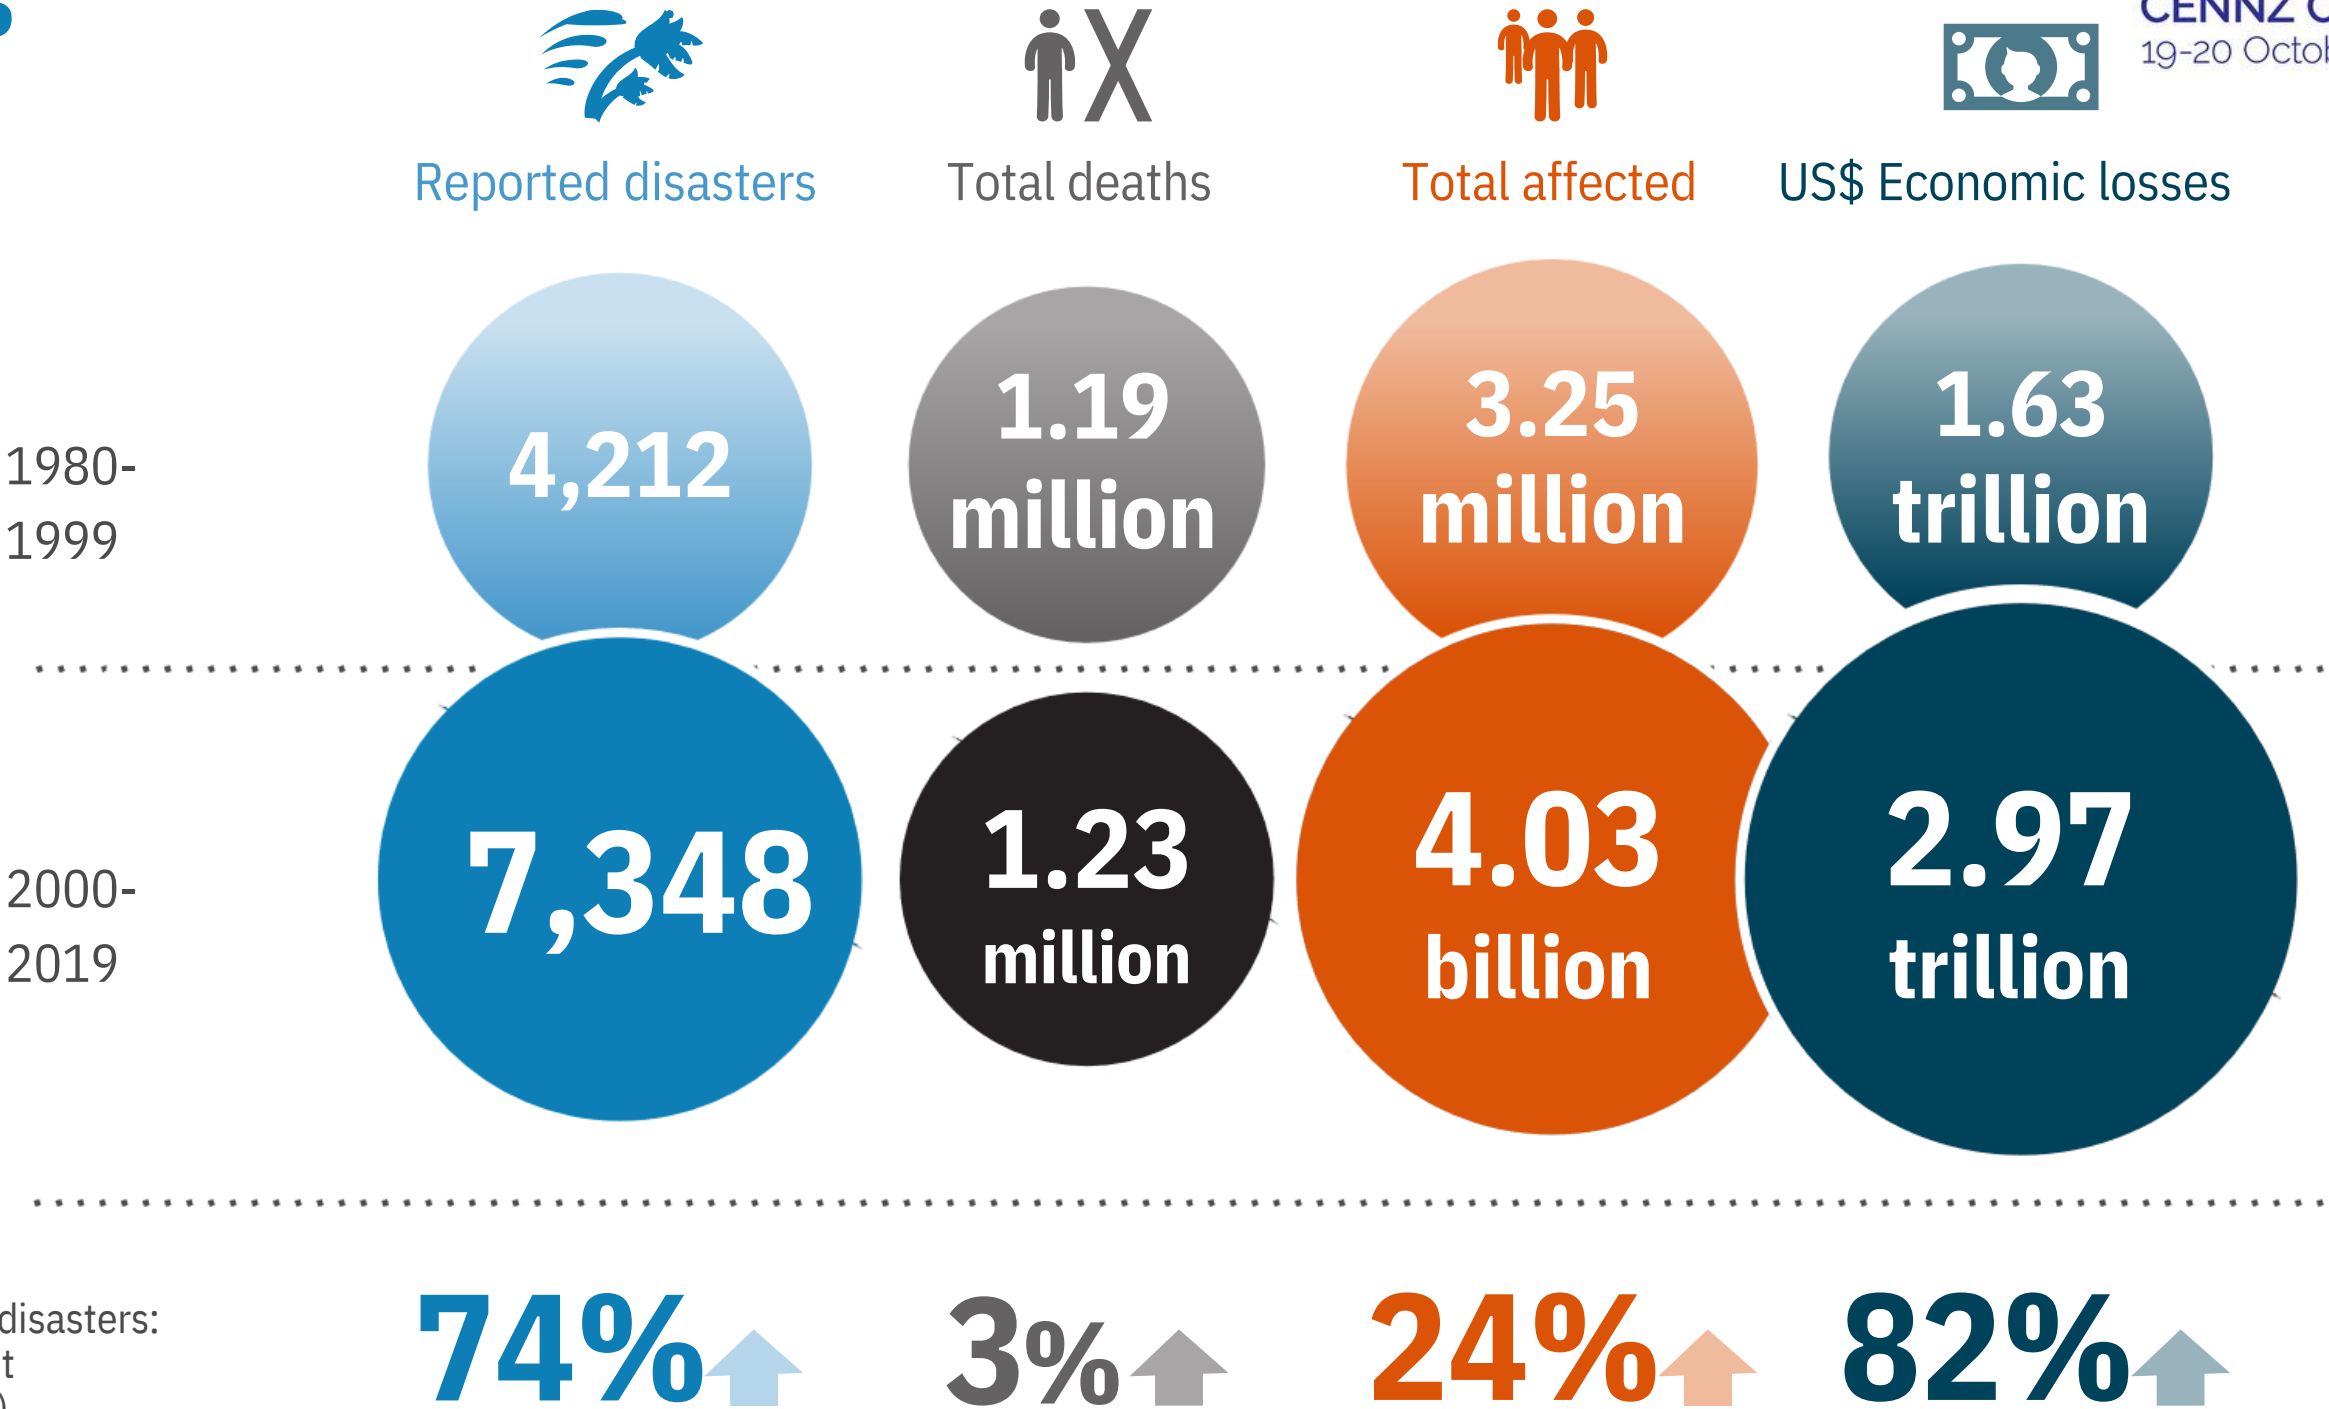 CENNZ
19-20
Reported disasters
Total deaths
Total affected
US$ Economic losses
1980-
1999
4,212
1.19
million
3.25
million
1.63
trillion
2000-
2019
7,348
1.23
million
4.03
billion
2.97
trillion
disasters:
74%
3%
24%
82%